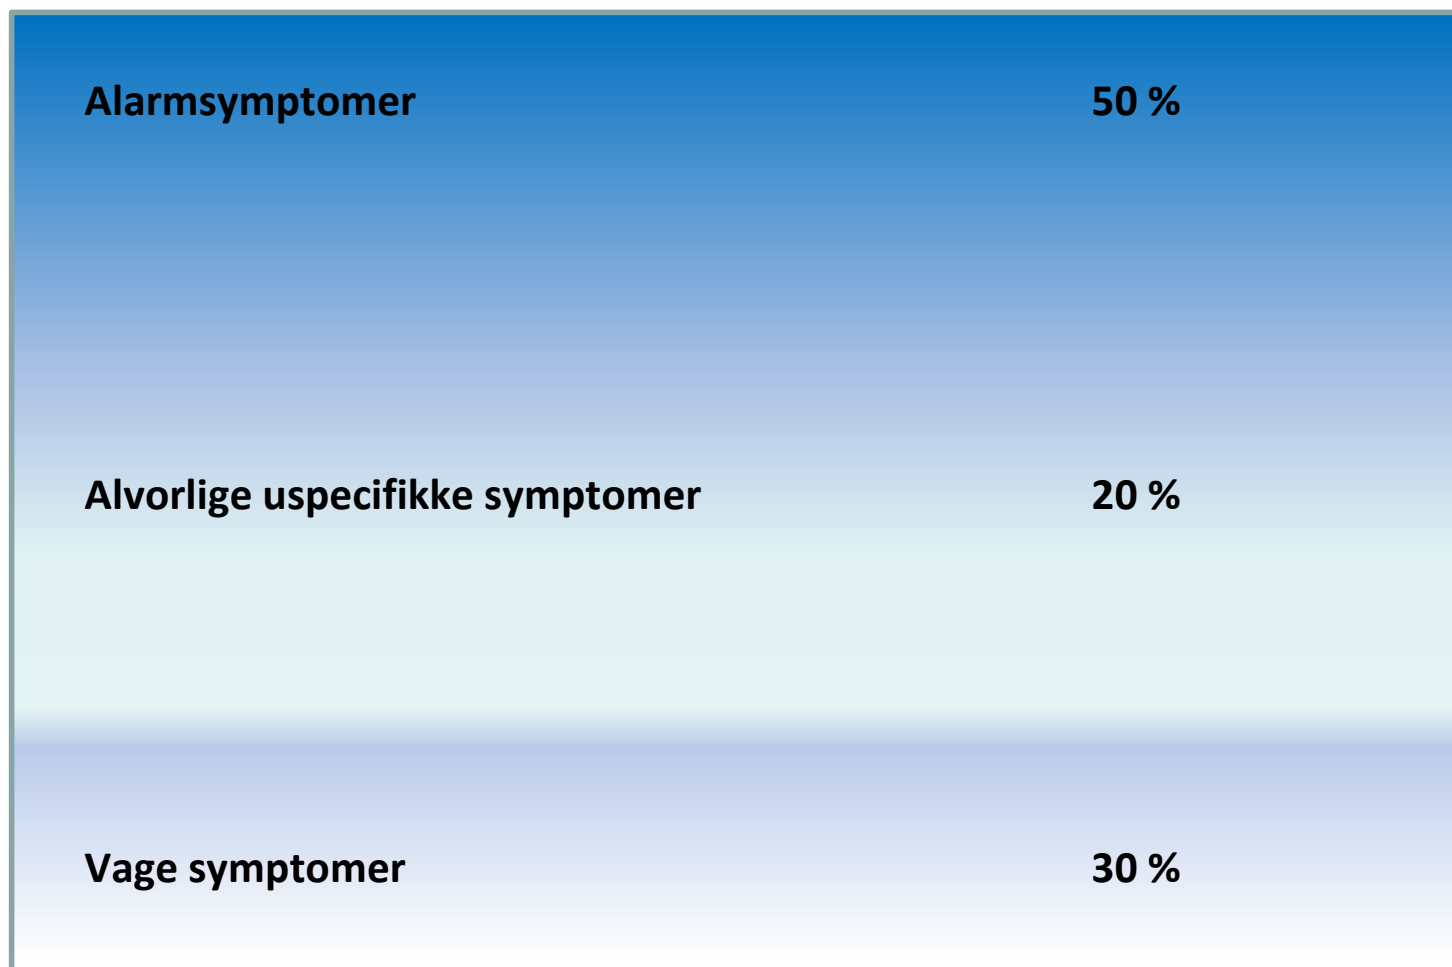 Alarmsymptomer 50 %
Alvorlige uspecifikke symptomer 20 %
Vage symptomer 30 %